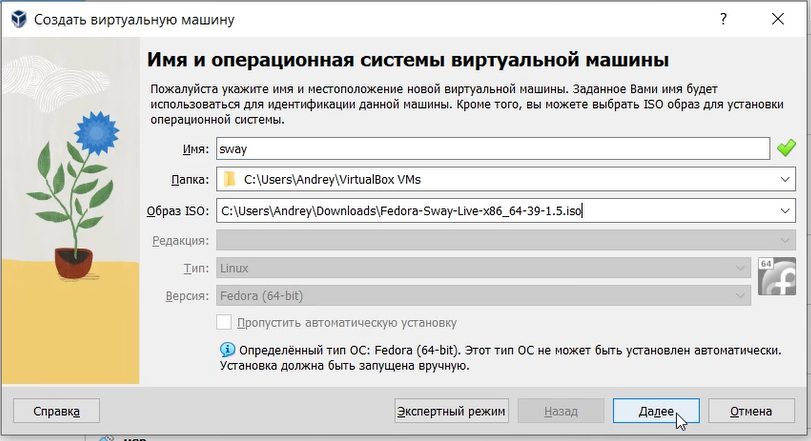 Создать виртуальную машину
Имя и операционная системы виртуальной машины
Пожалуйста укажите имя и местоположение новой виртуальной машины. Заданное Вами имя будет
использоваться для идентификации данной машины. Кроме того, вы можете выбрать ISO образ для установки
операционной системы.
Имя: sway
Папка: C:\Users\Andrey\VirtualBox VMs
Образ ISO: C:\Users\Andrey\Downloads\Fedora-Sway-Live-x86_64-39-1.5.iso
Редакция:
Тип: Linux
64
Версия: Fedora (64-bit)
Пропустить автоматическую установку
Определённый тип ОС: Fedora (64-bit). Этот тип ОС не может быть установлен автоматически.
Установка должна быть запущена вручную.
Справка Экспертный режим Назад Далее Отмена